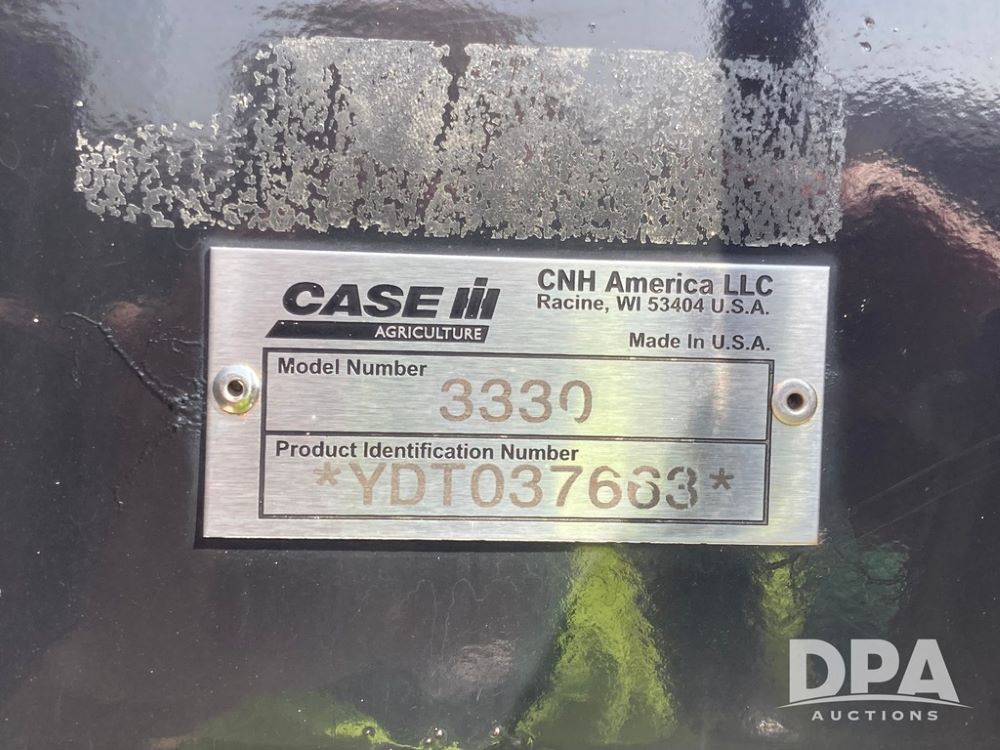 CASE IH
AGRICULTURE
CNH America LLC
Racine, WI 53404 U.S.A.
Made In U.S.A.
Model Number
3330
Product Identification Number
*YDT037663*
DPA
AUCTIONS